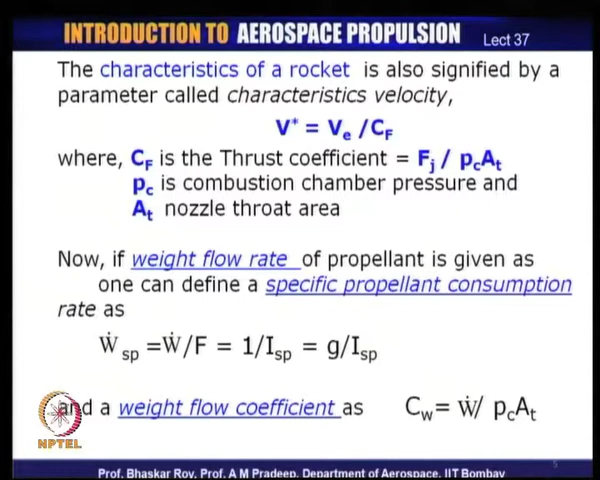 INTRODUCTION TO AEROSPACE PROPULSION Lect 37
The characteristics of a rocket is also signified by a
parameter called characteristics velocity,
V* = Ve /CF
where, CF is the Thrust coefficient = Fj / pcAt
pc is combustion chamber pressure and
At nozzle throat area
Now, if weight flow rate of propellant is given as
one can define a specific propellant consumption
rate as
Ẇ sp =Ẇ/F = 1/Isp = g/Isp
and a weight flow coefficient as Cw= Ẇ/ pcAt
NPTEL
Prof. Bhaskar Roy, Prof. A M Pradeep, Department of Aerospace, IIT Bombay
5